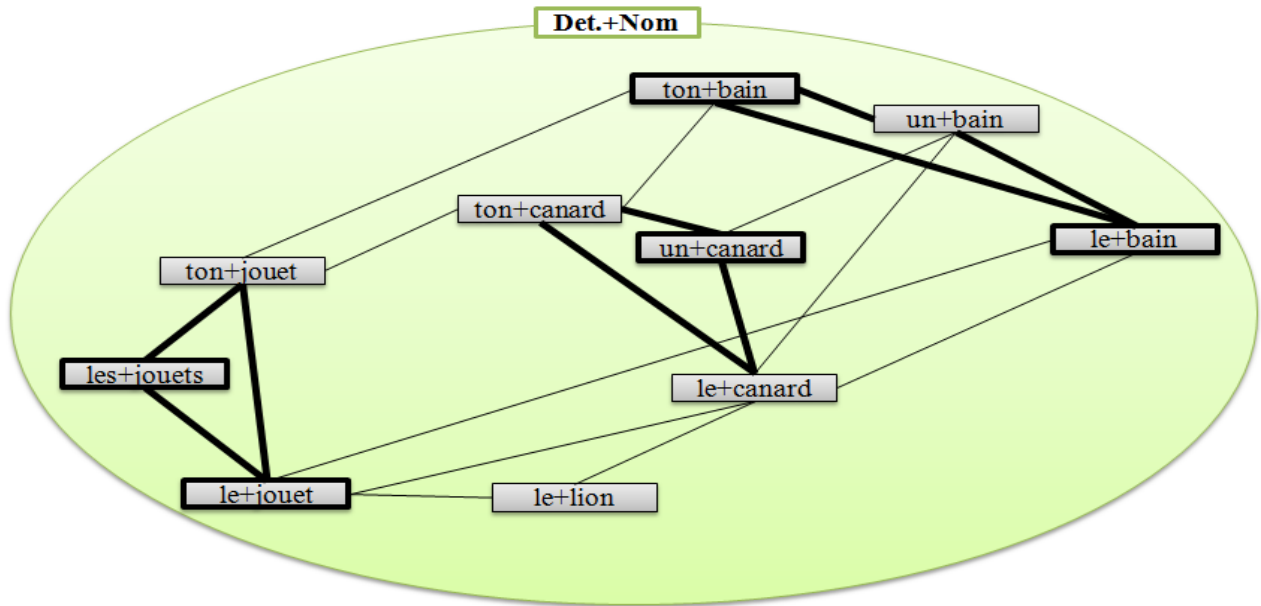 Det.+Nom
ton+bain
un+bain
ton+canard
un+canard
le+bain
ton+jouet
les+jouets
le+canard
le+jouet
le+lion